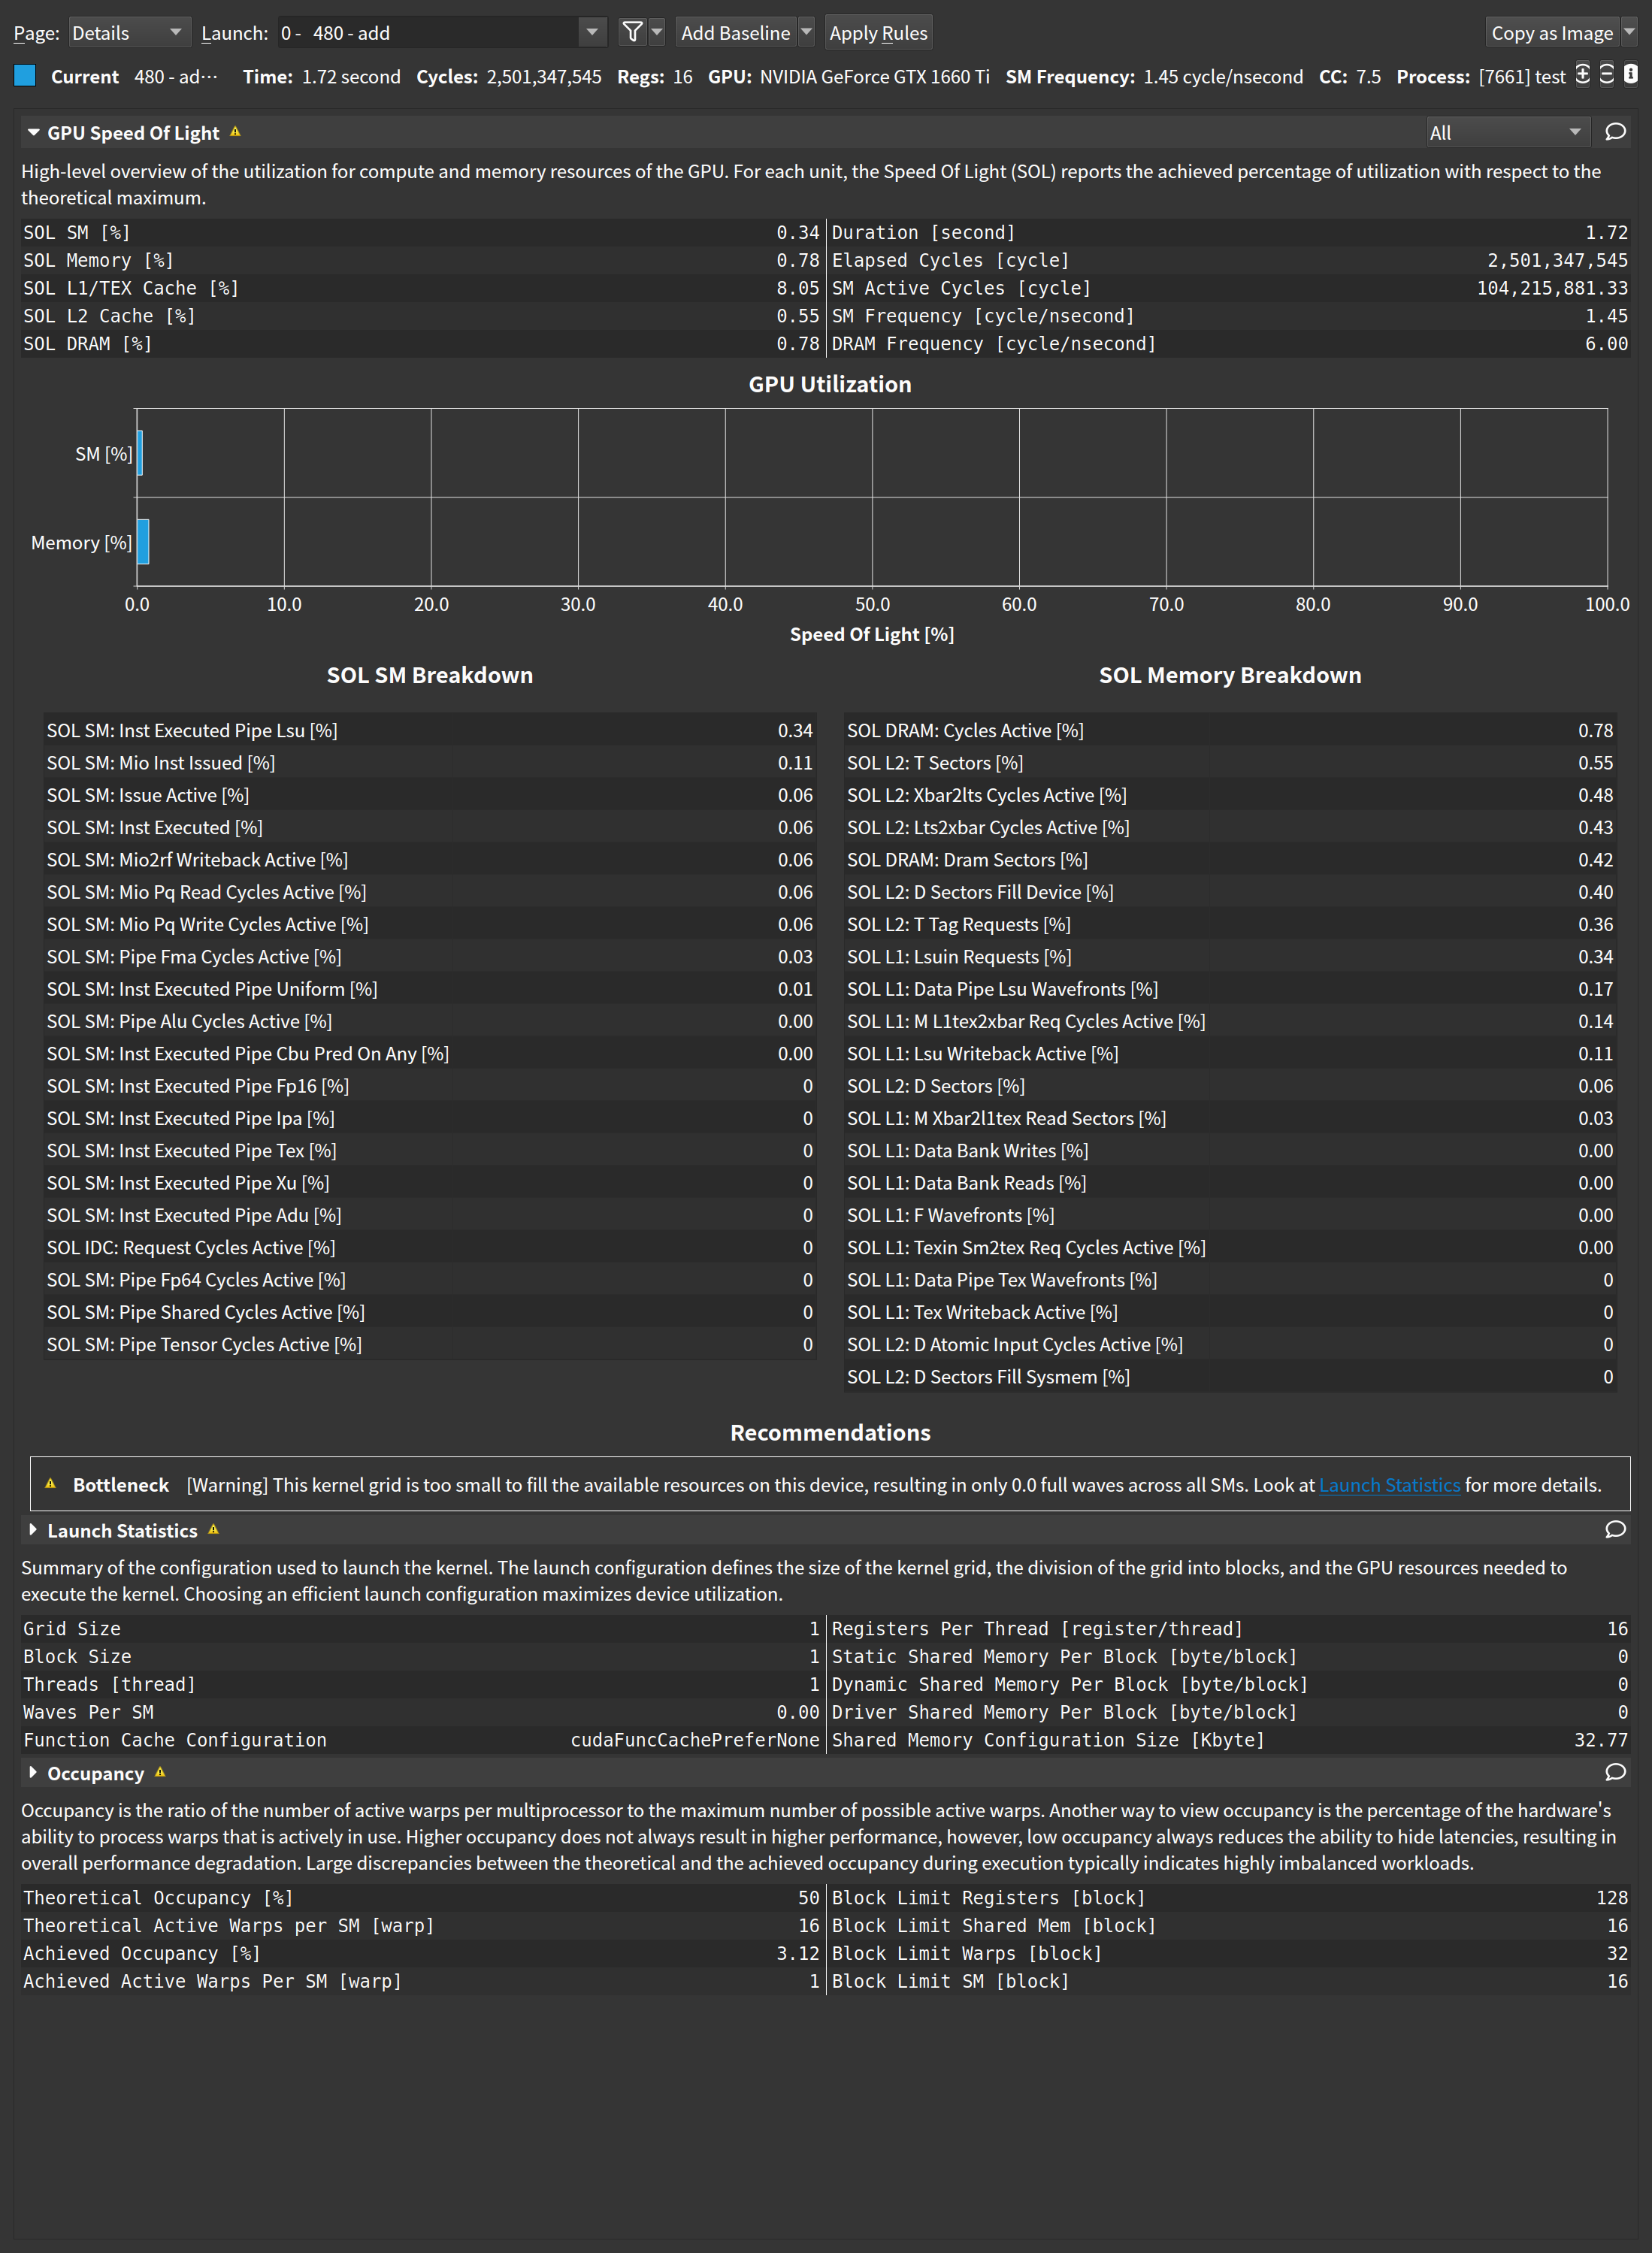 Page: Details Launch: 0 - 480 - add Add Baseline Apply Rules Copy as Image
Current 480 - ad··· Time: 1.72 second Cycles: 2,501,347,545 Regs: 16 GPU: NVIDIA GeForce GTX 1660 Ti SM Frequency: 1.45 cycle/nsecond CC: 7.5 Process: [7661] test
GPU Speed Of Light All
High-level overview of the utilization for compute and memory resources of the GPU. For each unit, the Speed Of Light (SOL) reports the achieved percentage of utilization with respect to the
theoretical maximum.
SOL SM [%] 0.34 Duration [second] 1.72
SOL Memory [%] 0.78 Elapsed Cycles [cycle] 2,501,347,545
SOL L1/TEX Cache [%] 8.05 SM Active Cycles [cycle] 104,215,881.33
SOL L2 Cache [%] 0.55 SM Frequency [cycle/nsecond] 1.45
SOL DRAM [%] 0.78 DRAM Frequency [cycle/nsecond] 6.00
GPU Utilization
SM [%]
Memory [%]
0.0 10.0 20.0 30.0 40.0 50.0 60.0 70.0 80.0 90.0 100.0
Speed Of Light [%]
SOL SM Breakdown
SOL SM: Inst Executed Pipe Lsu [%] 0.34
SOL SM: Mio Inst Issued [%] 0.11
SOL SM: Issue Active [%] 0.06
SOL SM: Inst Executed [%] 0.06
SOL SM: Mio2rf Writeback Active [%] 0.06
SOL SM: Mio Pq Read Cycles Active [%] 0.06
SOL SM: Mio Pq Write Cycles Active [%] 0.06
SOL SM: Pipe Fma Cycles Active [%] 0.03
SOL SM: Inst Executed Pipe Uniform [%] 0.01
SOL SM: Pipe Alu Cycles Active [%] 0.00
SOL SM: Inst Executed Pipe Cbu Pred On Any [%] 0.00
SOL SM: Inst Executed Pipe Fp16 [%] 0
SOL SM: Inst Executed Pipe Ipa [%] 0
SOL SM: Inst Executed Pipe Tex [%] 0
SOL SM: Inst Executed Pipe Xu [%] 0
SOL SM: Inst Executed Pipe Adu [%] 0
SOL IDC: Request Cycles Active [%] 0
SOL SM: Pipe Fp64 Cycles Active [%] 0
SOL SM: Pipe Shared Cycles Active [%] 0
SOL SM: Pipe Tensor Cycles Active [%] 0
SOL Memory Breakdown
SOL DRAM: Cycles Active [%] 0.78
SOL L2: T Sectors [%] 0.55
SOL L2: Xbar2lts Cycles Active [%] 0.48
SOL L2: Lts2xbar Cycles Active [%] 0.43
SOL DRAM: Dram Sectors [%] 0.42
SOL L2: D Sectors Fill Device [%] 0.40
SOL L2: T Tag Requests [%] 0.36
SOL L1: Lsuin Requests [%] 0.34
SOL L1: Data Pipe Lsu Wavefronts [%] 0.17
SOL L1: M L1tex2xbar Req Cycles Active [%] 0.14
SOL L1: Lsu Writeback Active [%] 0.11
SOL L2: D Sectors [%] 0.06
SOL L1: M Xbar2l1tex Read Sectors [%] 0.03
SOL L1: Data Bank Writes [%] 0.00
SOL L1: Data Bank Reads [%] 0.00
SOL L1: F Wavefronts [%] 0.00
SOL L1: Texin Sm2tex Req Cycles Active [%] 0.00
SOL L1: Data Pipe Tex Wavefronts [%] 0
SOL L1: Tex Writeback Active [%] 0
SOL L2: D Atomic Input Cycles Active [%] 0
SOL L2: D Sectors Fill Sysmem [%] 0
Recommendations
Bottleneck [Warning] This kernel grid is too small to fill the available resources on this device, resulting in only 0.0 full waves across all SMs. Look at Launch Statistics for more details.
Launch Statistics
Summary of the configuration used to launch the kernel. The launch configuration defines the size of the kernel grid, the division of the grid into blocks, and the GPU resources needed to
execute the kernel. Choosing an efficient launch configuration maximizes device utilization.
Grid Size 1 Registers Per Thread [register/thread] 16
Block Size 1 Static Shared Memory Per Block [byte/block] 0
Threads [thread] 1 Dynamic Shared Memory Per Block [byte/block] 0
Waves Per SM 0.00 Driver Shared Memory Per Block [byte/block] 0
Function Cache Configuration cudaFuncCachePreferNone Shared Memory Configuration Size [Kbyte] 32.77
Occupancy
Occupancy is the ratio of the number of active warps per multiprocessor to the maximum number of possible active warps. Another way to view occupancy is the percentage of the hardware's
ability to process warps that is actively in use. Higher occupancy does not always result in higher performance, however, low occupancy always reduces the ability to hide latencies, resulting in
overall performance degradation. Large discrepancies between the theoretical and the achieved occupancy during execution typically indicates highly imbalanced workloads.
Theoretical Occupancy [%] 50 Block Limit Registers [block] 128
Theoretical Active Warps per SM [warp] 16 Block Limit Shared Mem [block] 16
Achieved Occupancy [%] 3.12 Block Limit Warps [block] 32
Achieved Active Warps Per SM [warp] 1 Block Limit SM [block] 16